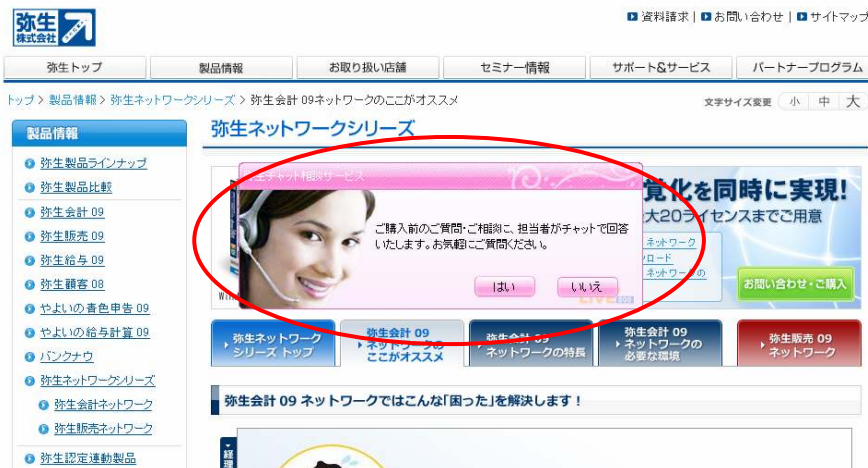 弥生
株式会社
資料請求 | お問い合わせ | サイトマップ
弥生トップ
製品情報
お取り扱い店舗
セミナー情報
サポート&サービス
パートナープログラム
トップ > 製品情報 > 弥生ネットワークシリーズ > 弥生会計 09ネットワークのここがオススメ
文字サイズ変更 小 中 大
製品情報
弥生製品ラインナップ
弥生製品比較
弥生会計 09
弥生販売 09
弥生給与 09
弥生顧客 08
やよいの青色申告 09
やよいの給与計算 09
バンクナウ
弥生ネットワークシリーズ
弥生会計ネットワーク
弥生販売ネットワーク
弥生認定連動製品
弥生ネットワークシリーズ
弥生チャット相談サービス
ご購入前のご質問・ご相談に、担当者がチャットで回答
いたします。お気軽にご質問ください。
はい
いいえ
覚化を同時に実現!
大20ライセンスまでご用意
ネットワーク
ロード
ネットワークの
お問い合わせ・ご購入
弥生ネットワーク
シリーズ トップ
弥生会計 09
ネットワークの
ここがオススメ
弥生会計 09
ネットワークの特長
弥生会計 09
ネットワークの
必要な環境
弥生販売 09
ネットワーク
弥生会計 09 ネットワークではこんな「困った」を解決します!
経理